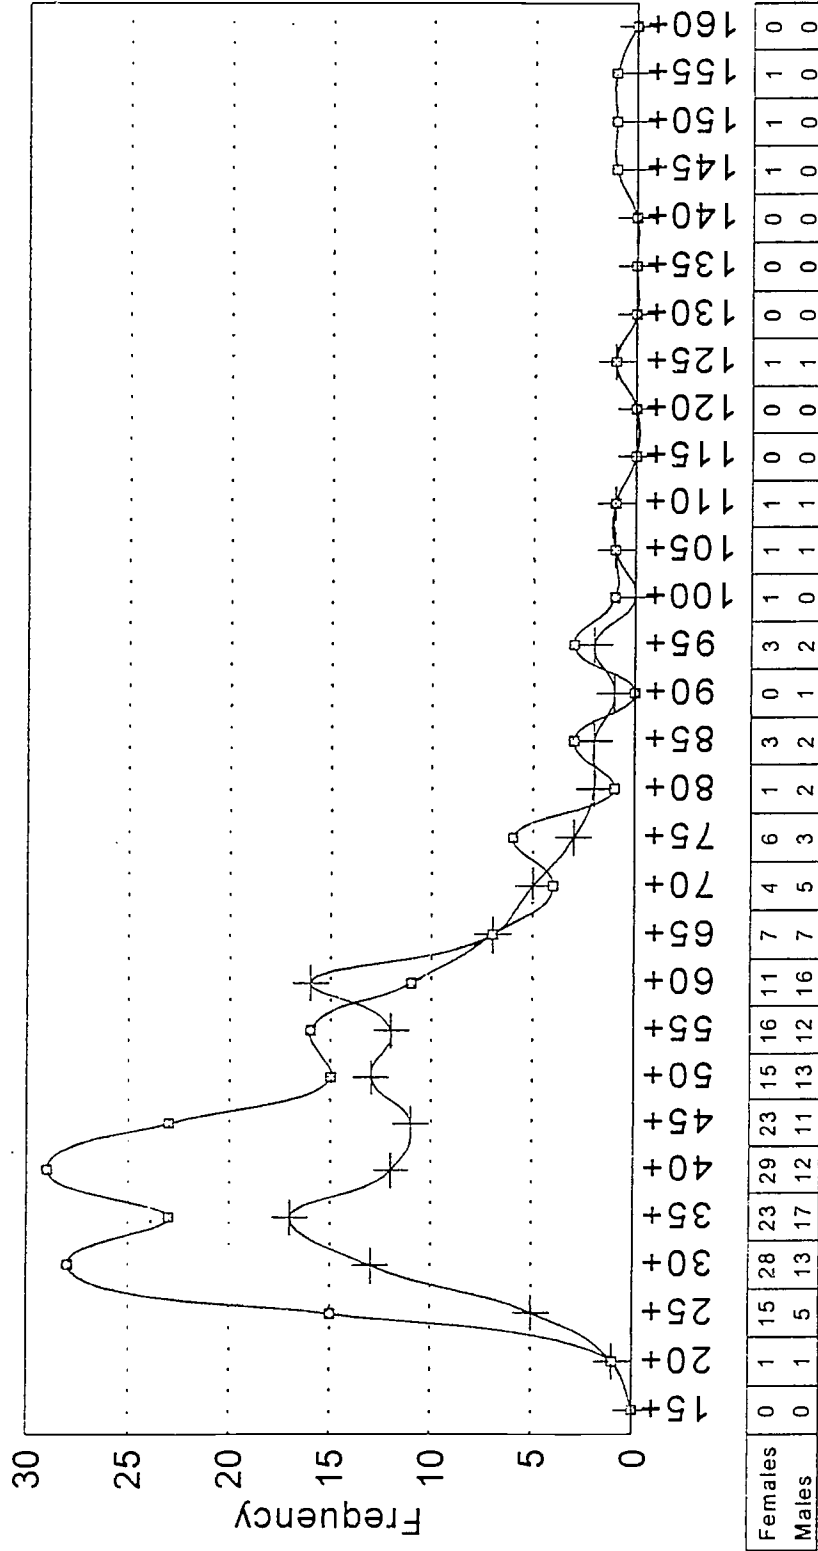 Frequency
30
25
20
15
10
5
0
15+ 20+ 25+ 30+ 35+ 40+ 45+ 50+ 55+ 60+ 65+ 70+ 75+ 80+ 85+ 90+ 95+ 100+ 105+ 110+ 115+ 120+ 125+ 130+ 135+ 140+ 145+ 150+ 155+ 160+
Females 0 1 15 28 23 29 23 15 16 11 7 4 6 1 3 0 3 1 1 1 0 0 1 0 0 0 1 1 1 0
Males 0 1 5 13 17 12 11 13 12 16 7 5 3 2 2 1 2 0 1 1 0 0 1 0 0 0 0 0 0 0